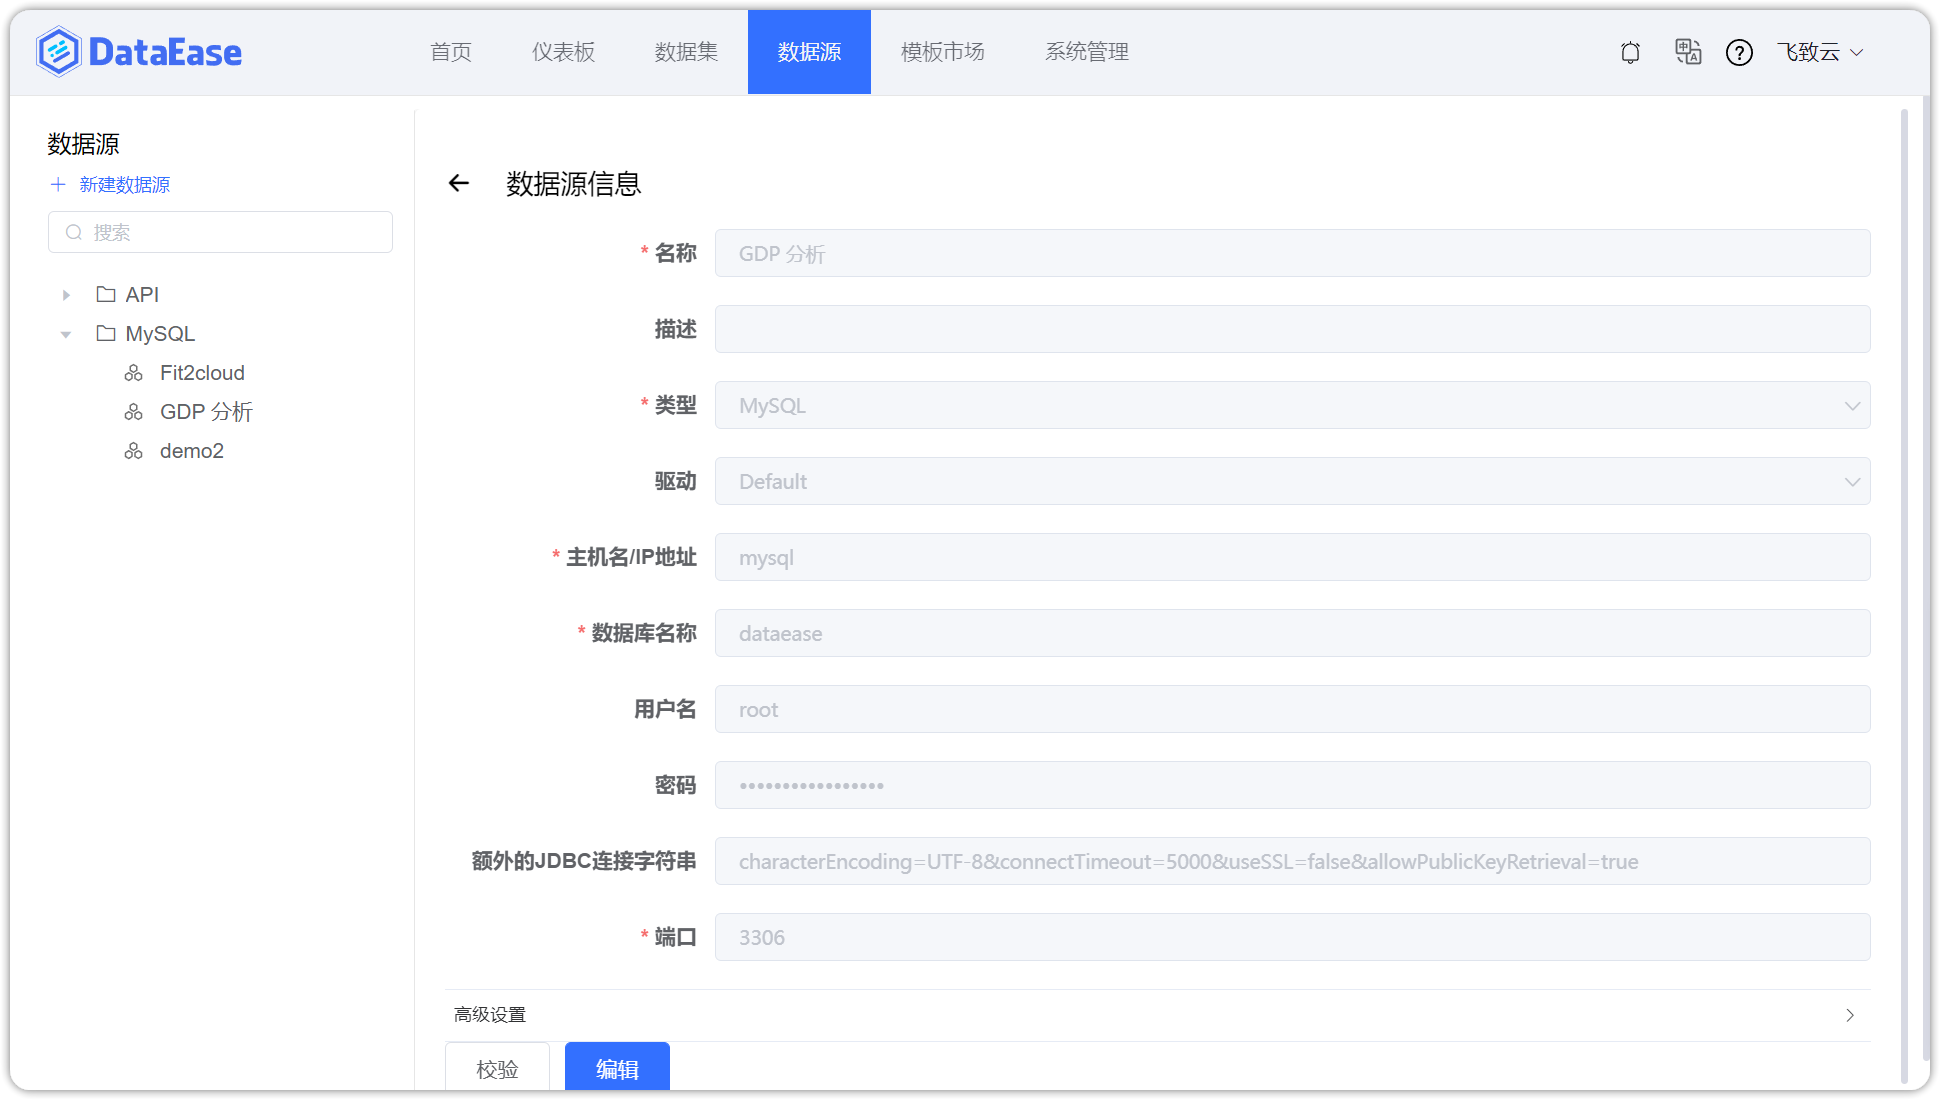 DataEase
首页 仪表板 数据集 数据源 模板市场 系统管理 飞致云
数据源
新建数据源
搜索
API
MySQL
Fit2cloud
GDP 分析
demo2
数据源信息
* 名称 GDP 分析
描述
* 类型 MySQL
驱动 Default
* 主机名/IP地址 mysql
* 数据库名称 dataease
用户名 root
密码 •••••••••••••••••
额外的JDBC连接字符串 characterEncoding=UTF-8&connectTimeout=5000&useSSL=false&allowPublicKeyRetrieval=true
* 端口 3306
高级设置
校验 编辑